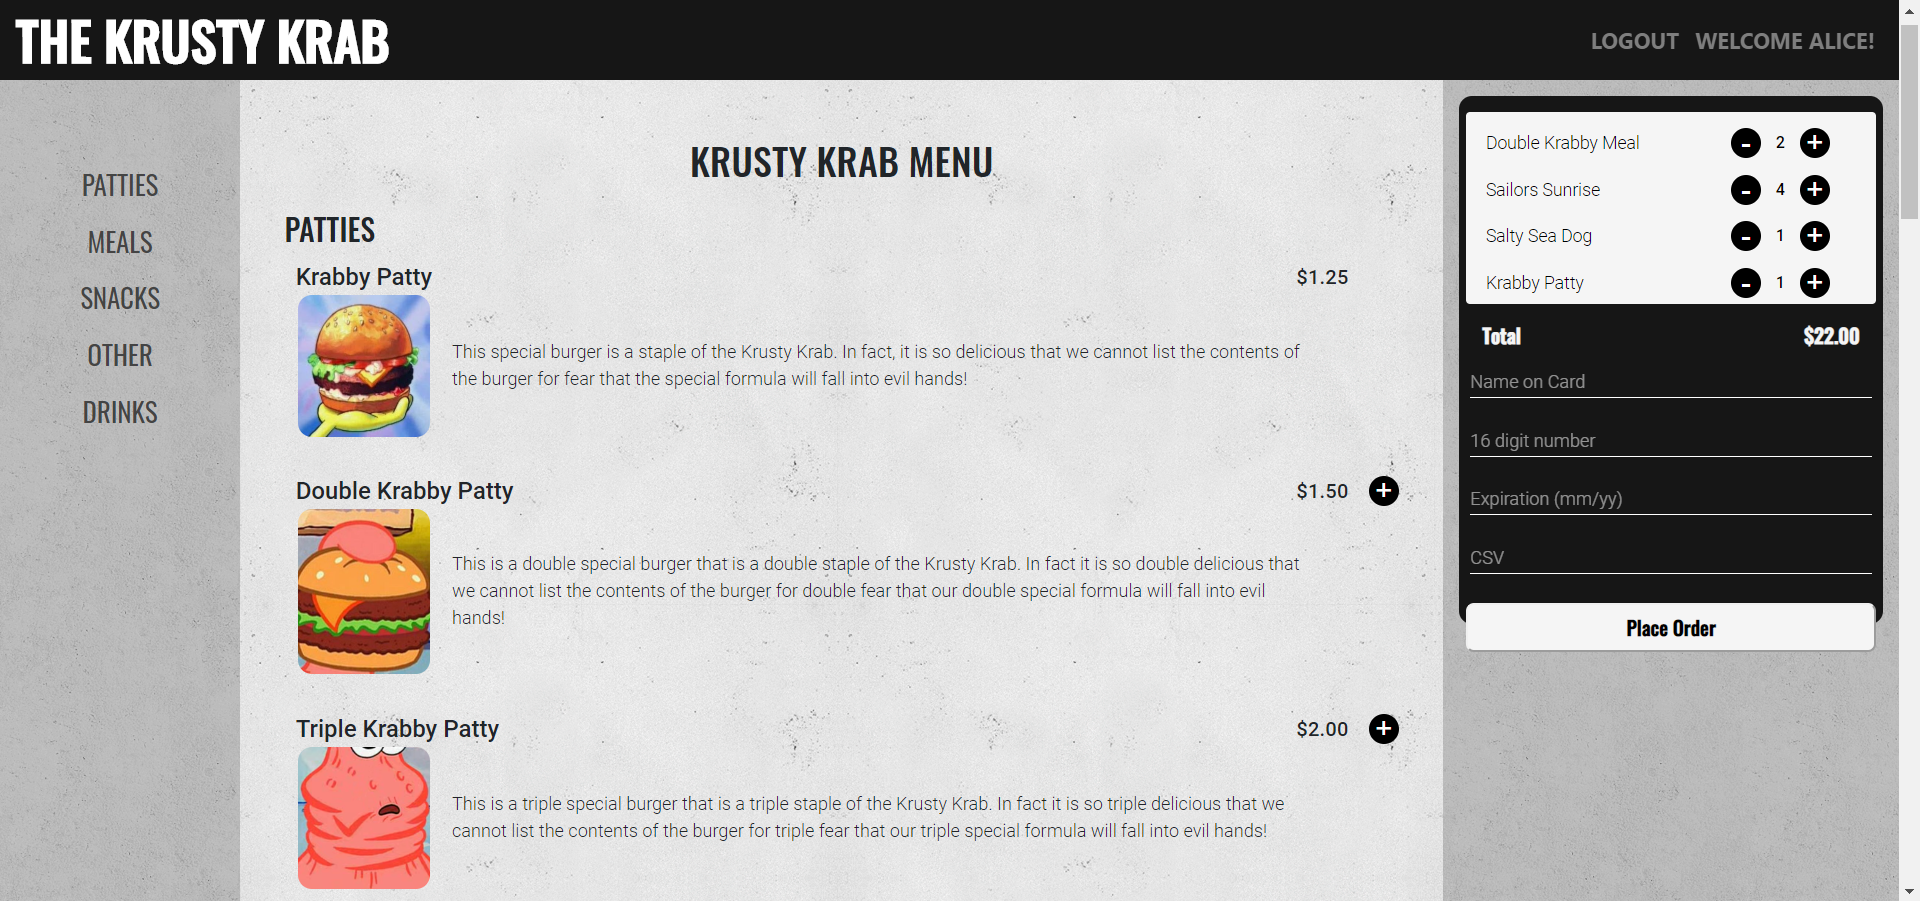 THE KRUSTY KRAB
LOGOUT WELCOME ALICE!
PATTIES
MEALS
SNACKS
OTHER
DRINKS
KRUSTY KRAB MENU
PATTIES
Krabby Patty $1.25
This special burger is a staple of the Krusty Krab. In fact, it is so delicious that we cannot list the contents of
the burger for fear that the special formula will fall into evil hands!
Double Krabby Patty $1.50 +
This is a double special burger that is a double staple of the Krusty Krab. In fact it is so double delicious that
we cannot list the contents of the burger for double fear that our double special formula will fall into evil
hands!
Triple Krabby Patty $2.00 +
This is a triple special burger that is a triple staple of the Krusty Krab. In fact it is so triple delicious that we
cannot list the contents of the burger for triple fear that our triple special formula will fall into evil hands!
Double Krabby Meal - 2 +
Sailors Sunrise - 4 +
Salty Sea Dog - 1 +
Krabby Patty - 1 +
Total $22.00
Name on Card
16 digit number
Expiration (mm/yy)
CSV
Place Order